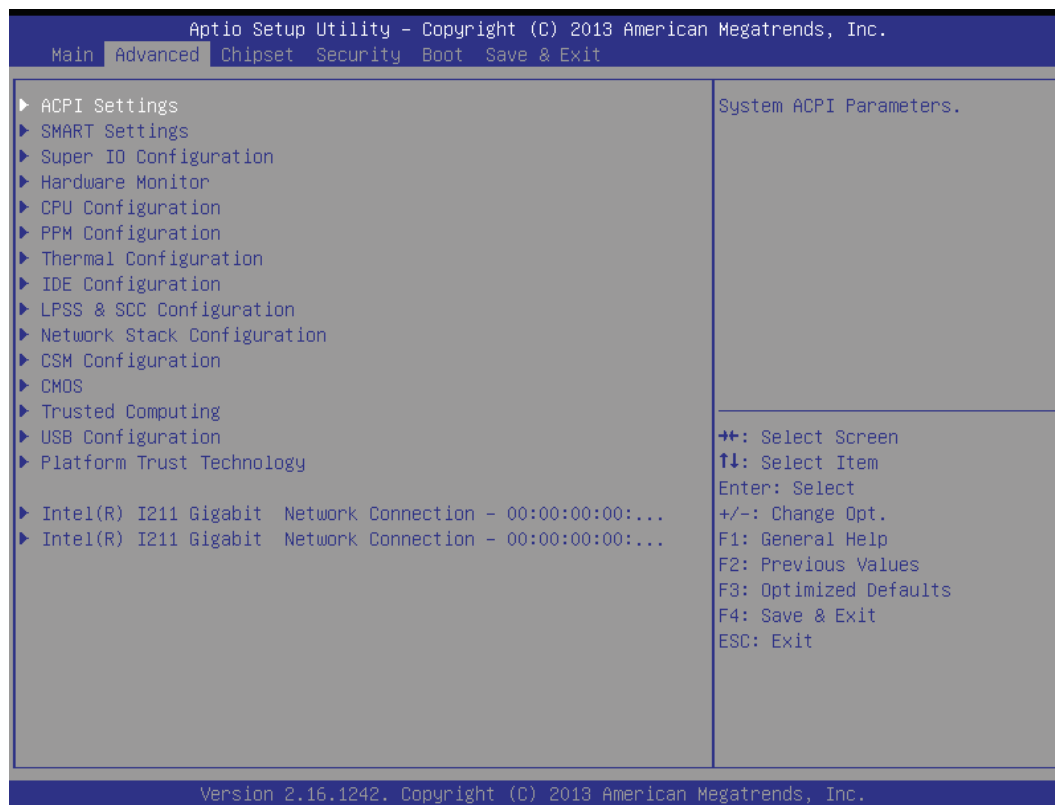 Aptio Setup Utility – Copyright (C) 2013 American Megatrends, Inc.
Main Advanced Chipset Security Boot Save & Exit
ACPI Settings
SMART Settings
Super IO Configuration
Hardware Monitor
CPU Configuration
PPM Configuration
Thermal Configuration
IDE Configuration
LPSS & SCC Configuration
Network Stack Configuration
CSM Configuration
CMOS
Trusted Computing
USB Configuration
Platform Trust Technology
Intel(R) I211 Gigabit  Network Connection – 00:00:00:00:...
Intel(R) I211 Gigabit  Network Connection – 00:00:00:00:...
System ACPI Parameters.
→←: Select Screen
↑↓: Select Item
Enter: Select
+/-: Change Opt.
F1: General Help
F2: Previous Values
F3: Optimized Defaults
F4: Save & Exit
ESC: Exit
Version 2.16.1242. Copyright (C) 2013 American Megatrends, Inc.